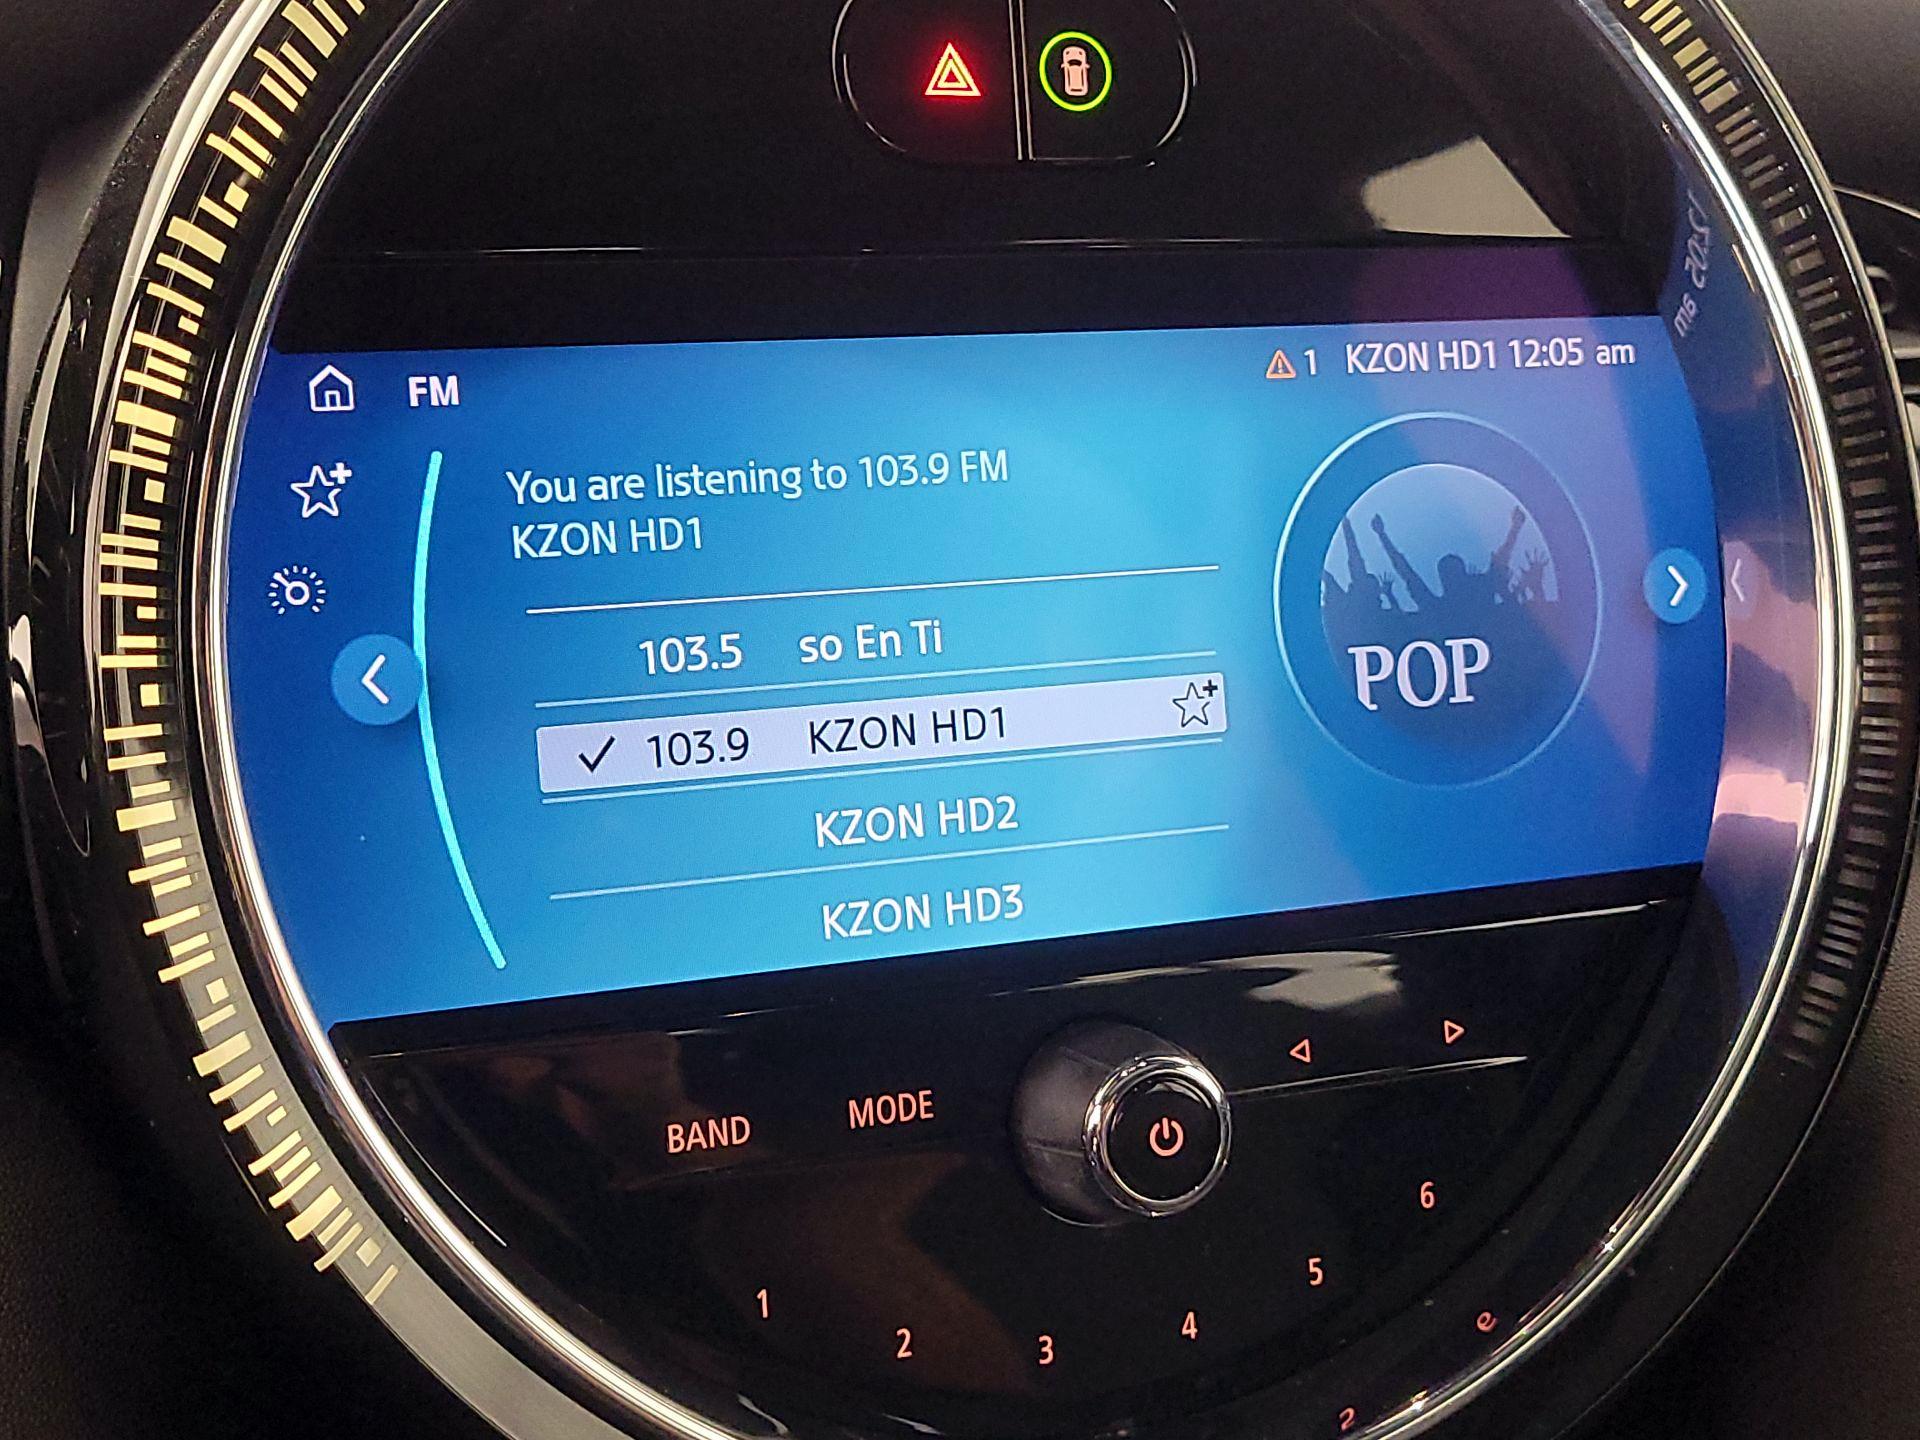 FM
1 KZON HD1 12:05 am
You are listening to 103.9 FM
KZON HD1
103.5 so En Ti
103.9 KZON HD1
KZON HD2
KZON HD3
POP
BAND
MODE
1
2
3
4
5
6